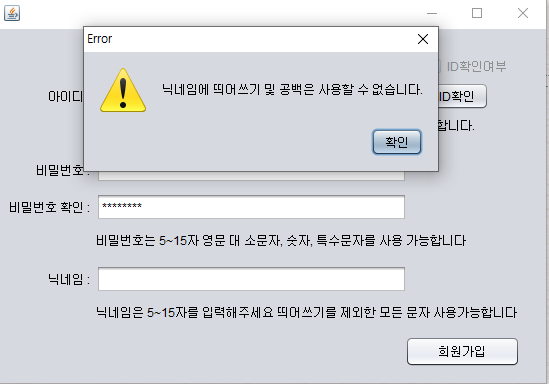 Error
닉네임에 띄어쓰기 및 공백은 사용할 수 없습니다.
확인
ID확인여부
아이디
ID확인
합니다.
비밀번호 :
비밀번호 확인 : ********
비밀번호는 5~15자 영문 대 소문자, 숫자, 특수문자를 사용 가능합니다
닉네임 :
닉네임은 5~15자를 입력해주세요 띄어쓰기를 제외한 모든 문자 사용가능합니다
회원가입